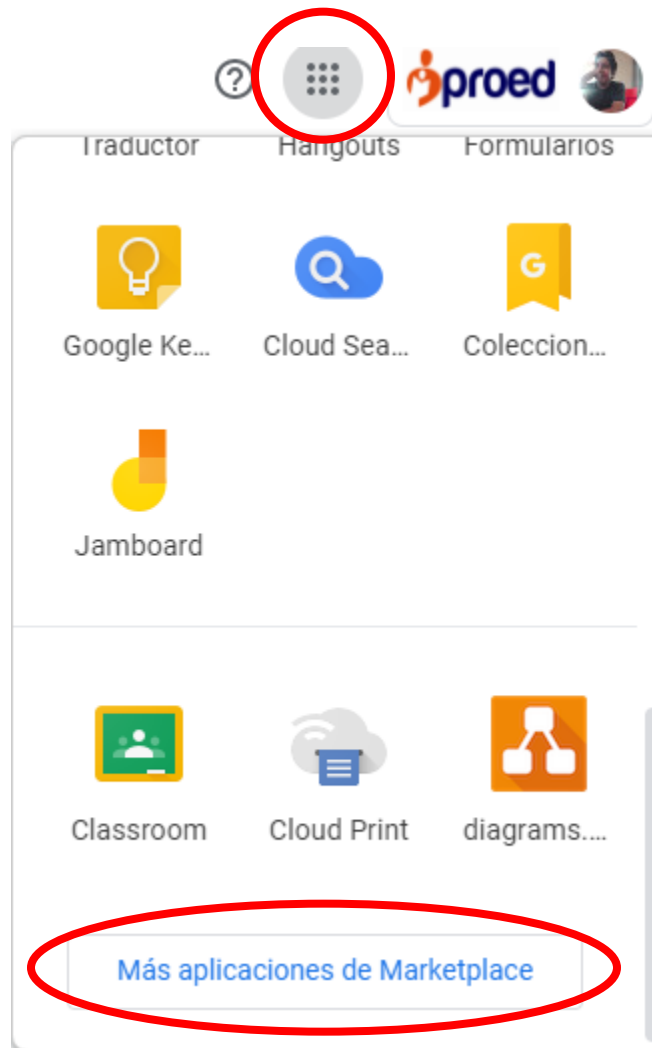 proed
Traductor Hangouts Formularios
G
Google Ke... Cloud Sea... Coleccion...
Jamboard
Classroom Cloud Print diagrams....
Más aplicaciones de Marketplace